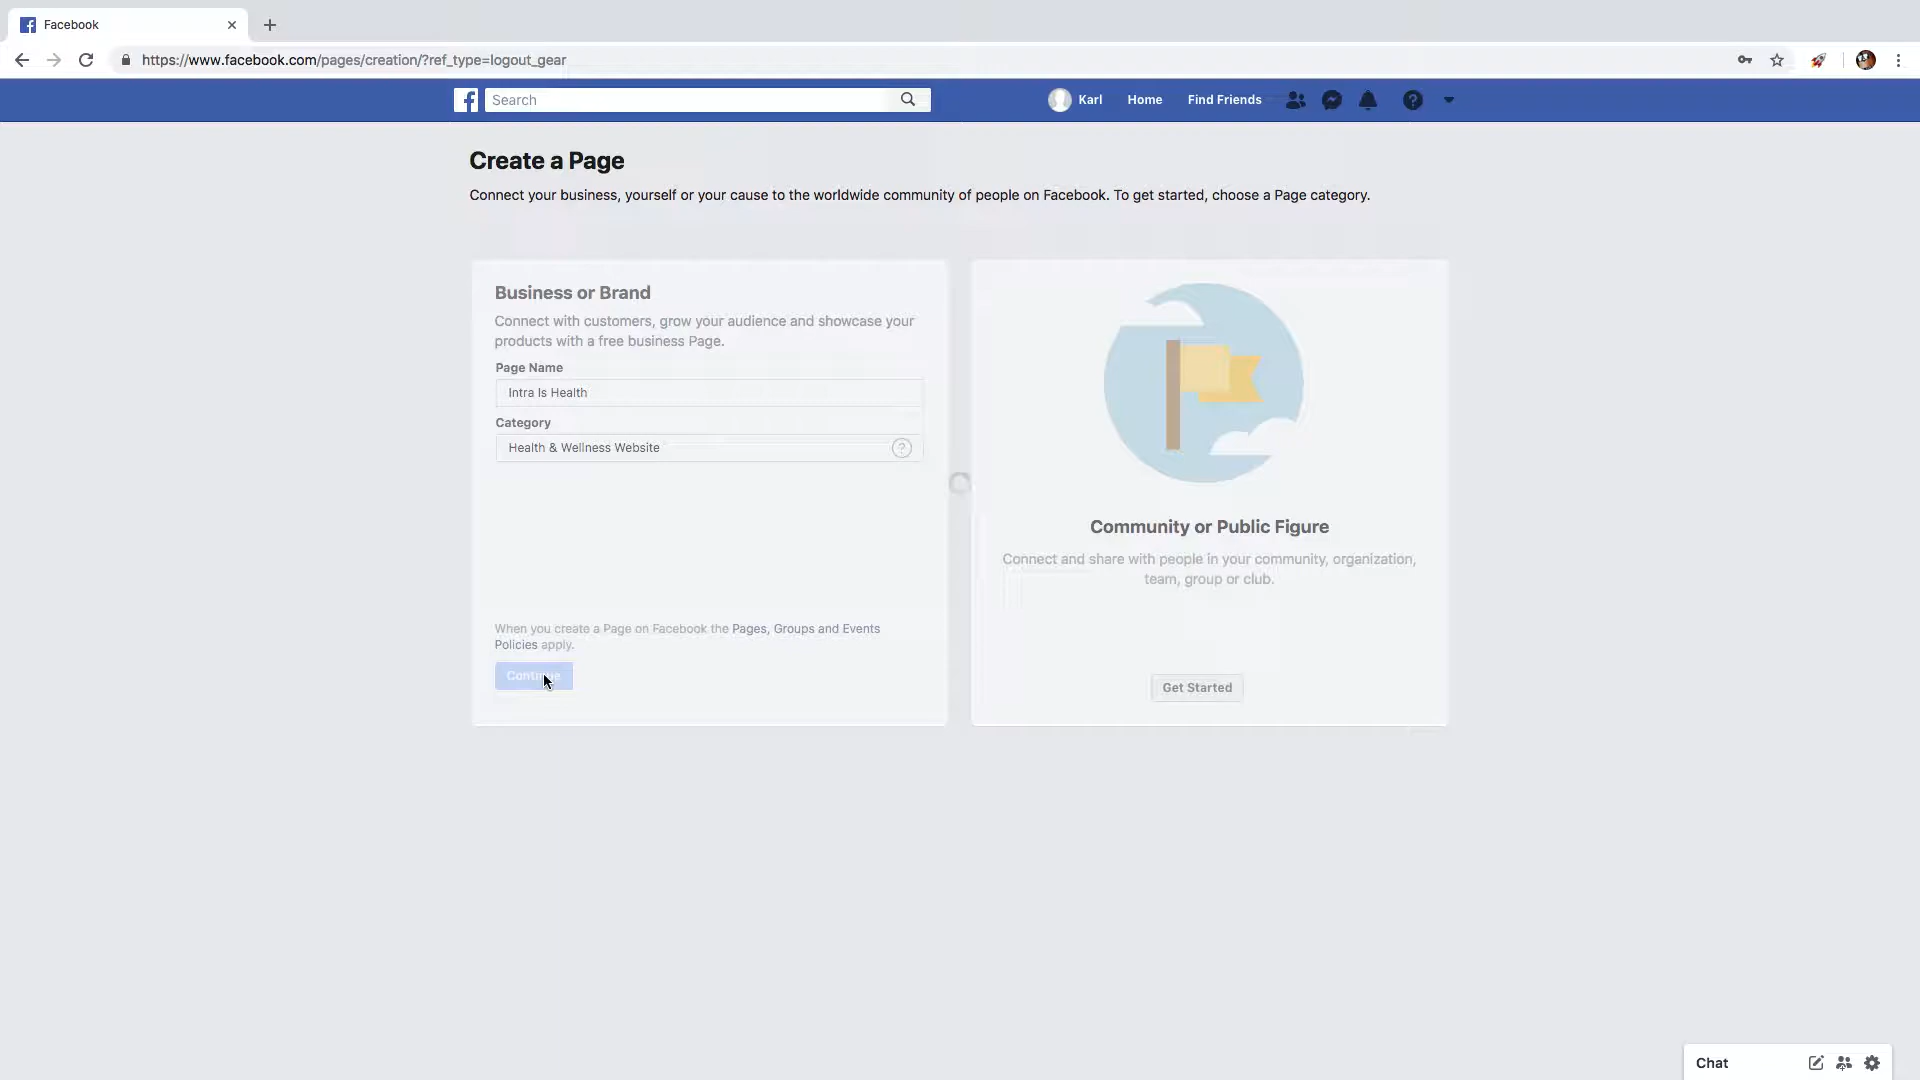 Facebook
https://www.facebook.com/pages/creation/?ref_type=logout_gear
Search
Karl
Home
Find Friends
Create a Page
Connect your business, yourself or your cause to the worldwide community of people on Facebook. To get started, choose a Page category.
Business or Brand
Connect with customers, grow your audience and showcase your
products with a free business Page.
Page Name
Intra Is Health
Category
Health & Wellness Website
When you create a Page on Facebook the Pages, Groups and Events
Policies apply.
Continue
Community or Public Figure
Connect and share with people in your community, organization,
team, group or club.
Get Started
Chat